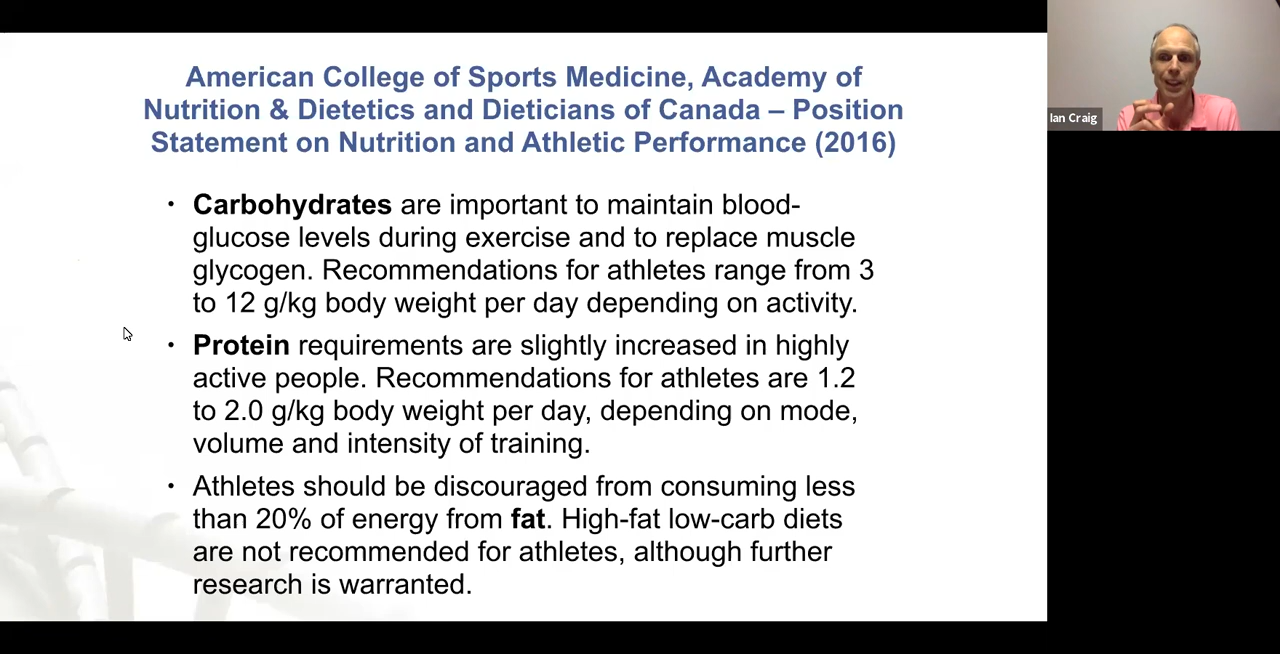 American College of Sports Medicine, Academy of
Nutrition & Dietetics and Dieticians of Canada – Position
Statement on Nutrition and Athletic Performance (2016)
• Carbohydrates are important to maintain blood-
glucose levels during exercise and to replace muscle
glycogen. Recommendations for athletes range from 3
to 12 g/kg body weight per day depending on activity.
• Protein requirements are slightly increased in highly
active people. Recommendations for athletes are 1.2
to 2.0 g/kg body weight per day, depending on mode,
volume and intensity of training.
• Athletes should be discouraged from consuming less
than 20% of energy from fat. High-fat low-carb diets
are not recommended for athletes, although further
research is warranted.
Ian Craig